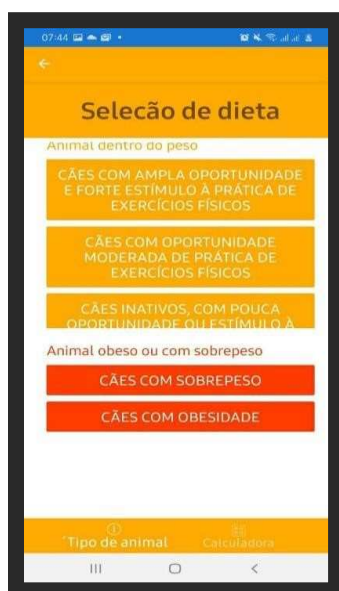 07:44
Selecão de dieta
Animal dentro do peso
CÃES COM AMPLA OPORTUNIDADE
E FORTE ESTÍMULO À PRÁTICA DE
EXERCÍCIOS FÍSICOS
CÃES COM OPORTUNIDADE
MODERADA DE PRÁTICA DE
EXERCÍCIOS FÍSICOS
CÃES INATIVOS, COM POUCA
OPORTUNIDADE OU ESTÍMULO À
Animal obeso ou com sobrepeso
CÃES COM SOBREPESO
CÃES COM OBESIDADE
Tipo de animal
Calculadora